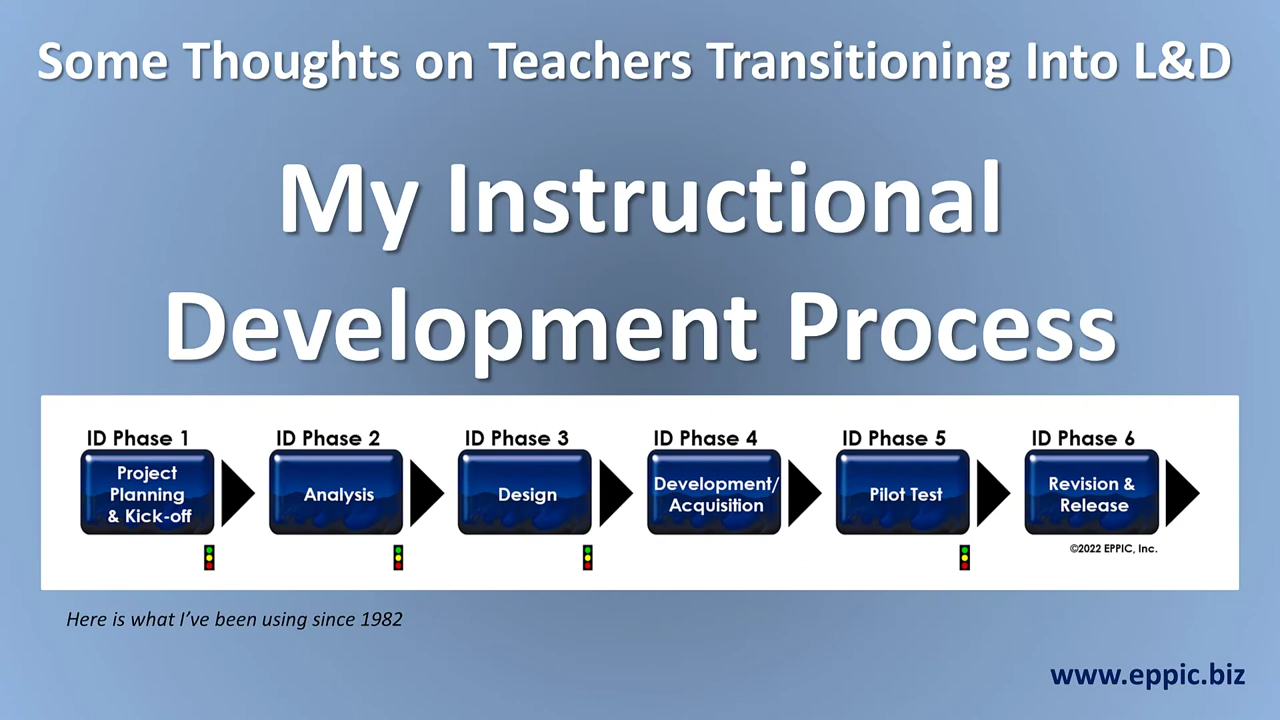 Some Thoughts on Teachers Transitioning Into L&D
My Instructional
Development Process
ID Phase 1
Project
Planning
& Kick-off
ID Phase 2
Analysis
ID Phase 3
Design
ID Phase 4
Development/
Acquisition
ID Phase 5
Pilot Test
ID Phase 6
Revision &
Release
©2022 EPPIC, Inc.
Here is what I’ve been using since 1982
www.eppic.biz